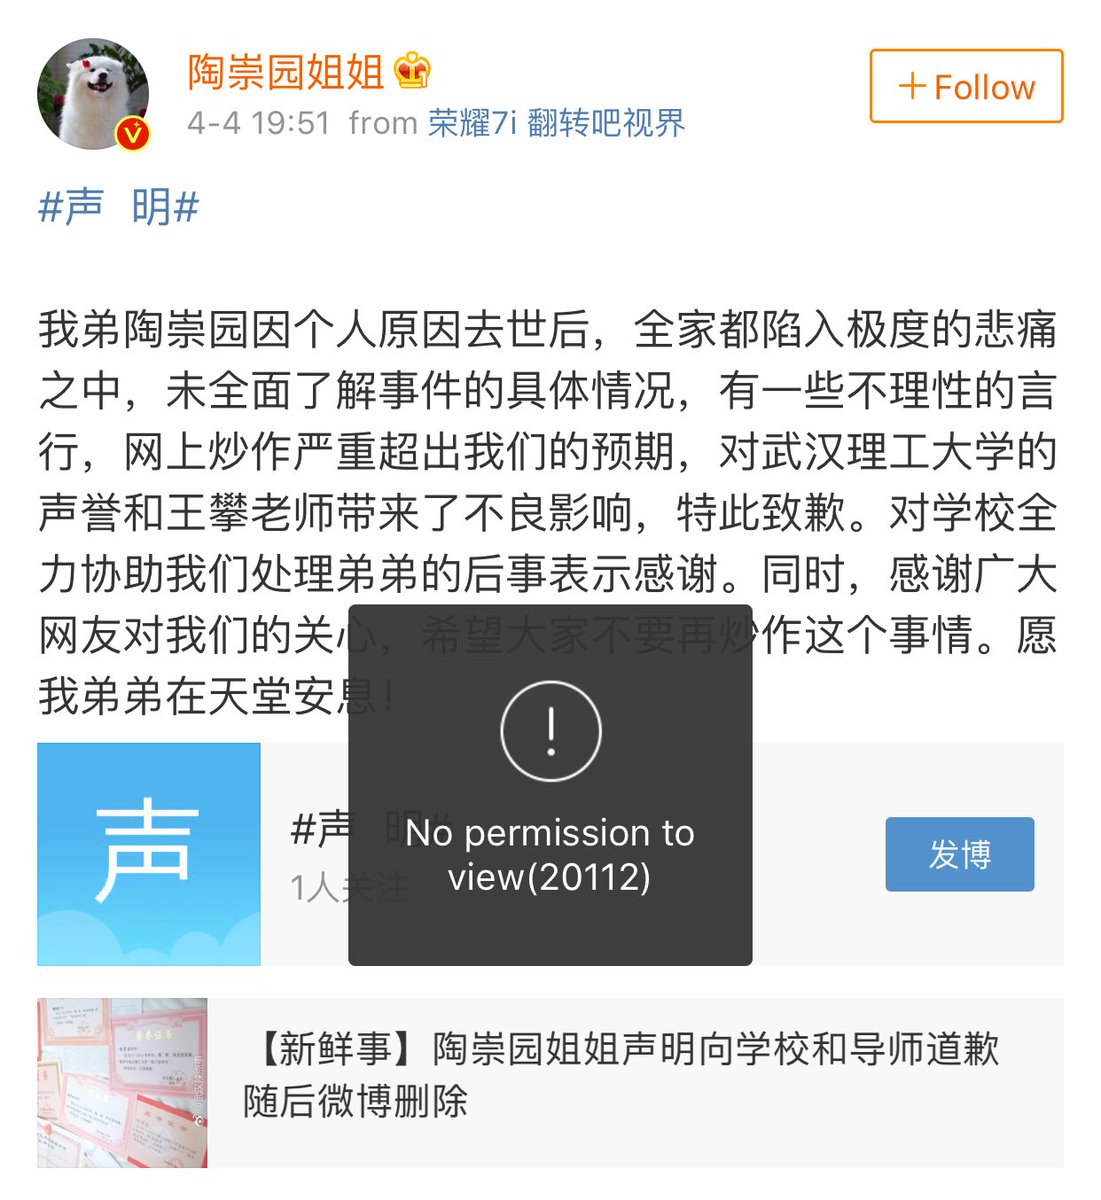 陶崇园姐姐
+Follow
4-4 19:51 from 荣耀7i 翻转吧视界
#声 明#
我弟陶崇园因个人原因去世后，全家都陷入极度的悲痛
之中，未全面了解事件的具体情况，有一些不理性的言
行，网上炒作严重超出我们的预期，对武汉理工大学的
声誉和王攀老师带来了不良影响，特此致歉。对学校全
力协助我们处理弟弟的后事表示感谢。同时，感谢广大
网友对我们的关心，希望大家不要再炒作这个事情。愿
我弟弟在天堂安息！
声
#声 明#
1人关注
发博
No permission to
view(20112)
【新鲜事】陶崇园姐姐声明向学校和导师道歉
随后微博删除